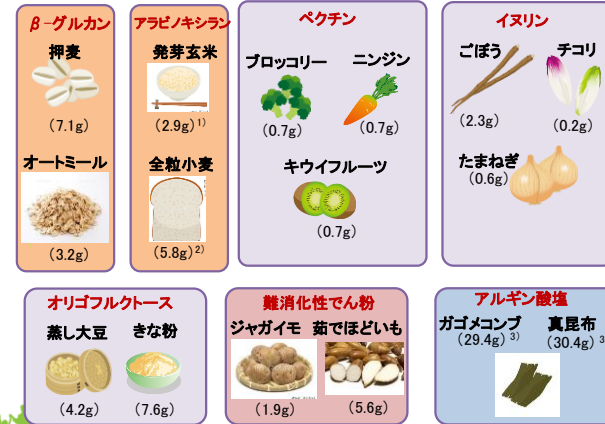 β-グルカン
押麦
(7.1g)
オートミール
(3.2g)
アラビノキシラン
発芽玄米
(2.9g)1)
全粒小麦
(5.8g)2)
ペクチン
ブロッコリー
(0.7g)
ニンジン
(0.7g)
キウイフルーツ
(0.7g)
イヌリン
ごぼう
(2.3g)
チコリ
(0.2g)
たまねぎ
(0.6g)
オリゴフルクトース
蒸し大豆
(4.2g)
きな粉
(7.6g)
難消化性でん粉
ジャガイモ
(1.9g)
茹でほどいも
(5.6g)
アルギン酸塩
ガゴメコンブ
(29.4g)3)
真昆布
(30.4g)3